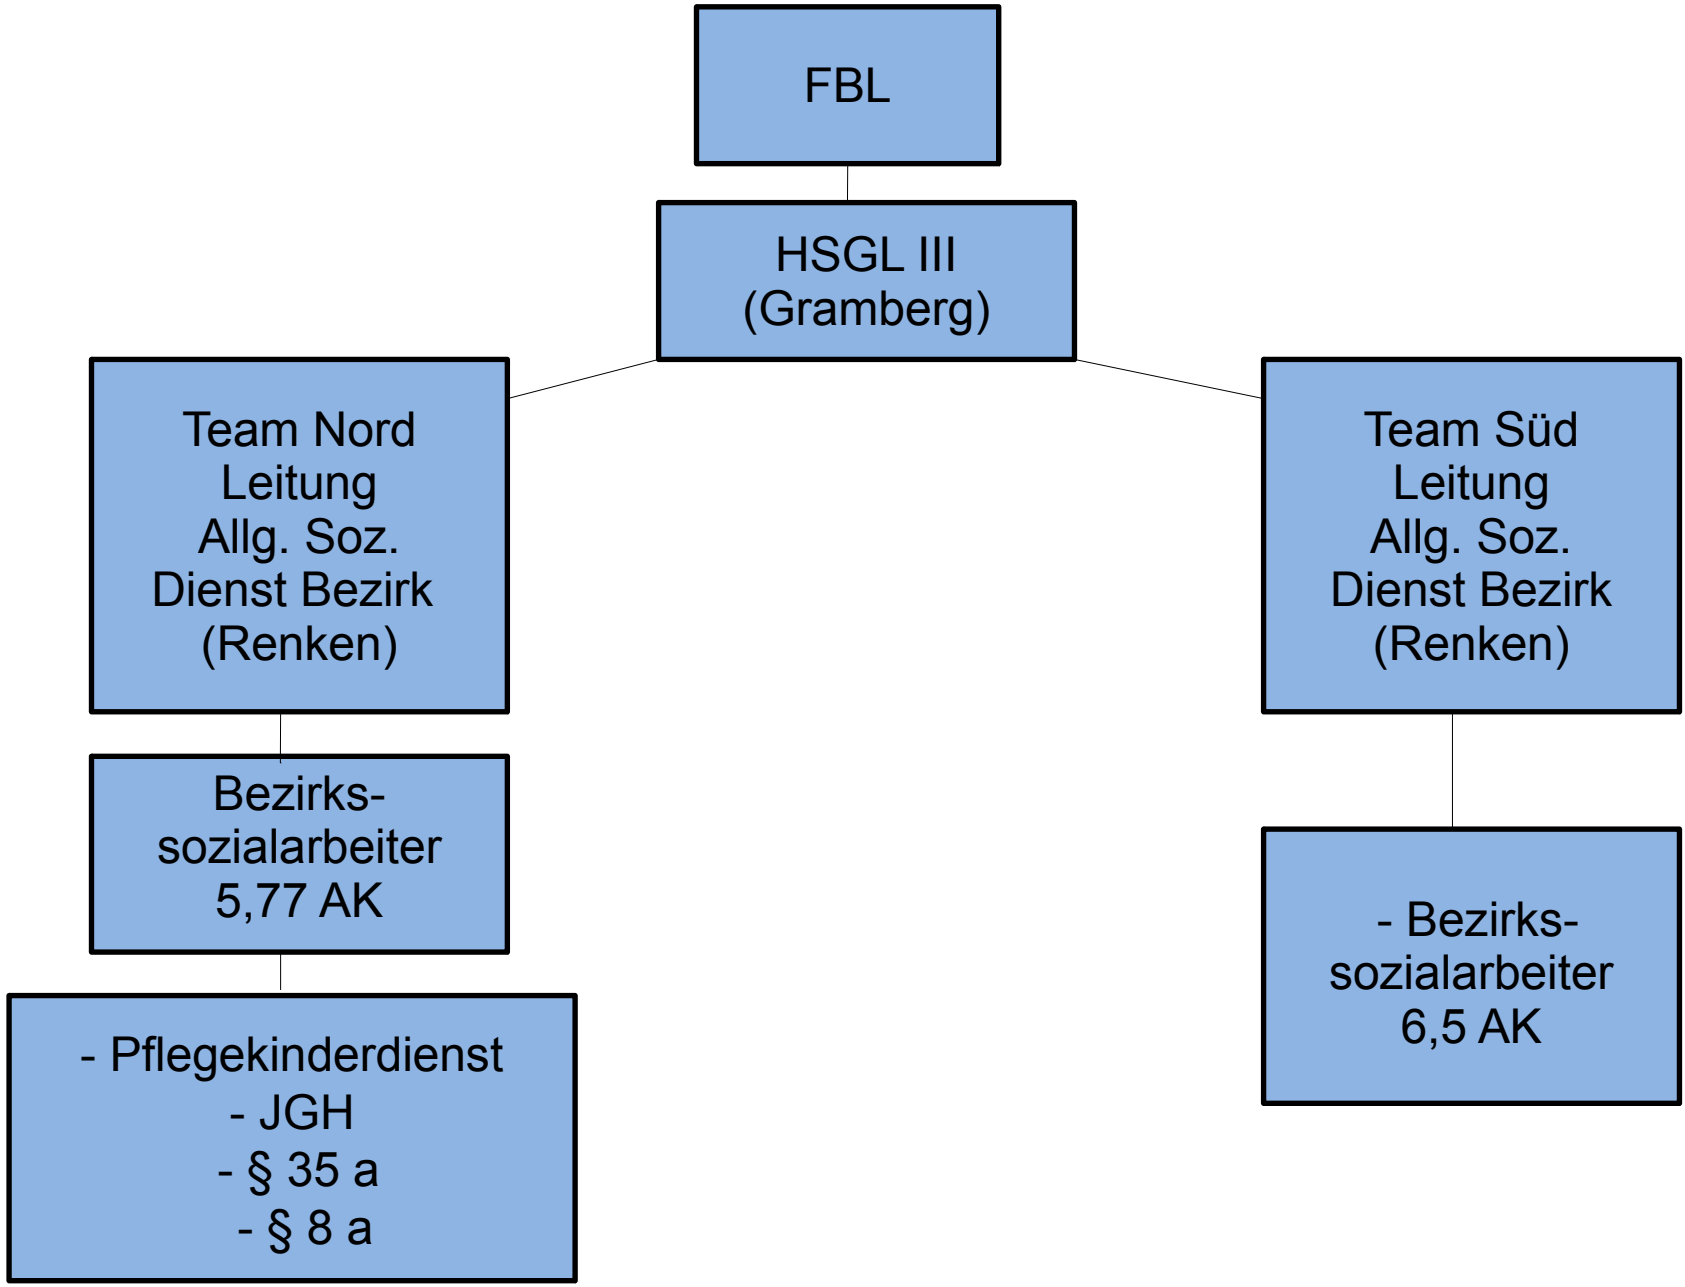 FBL
HSGL III
(Gramberg)
Team Nord
Leitung
Allg. Soz.
Dienst Bezirk
(Renken)
Team Süd
Leitung
Allg. Soz.
Dienst Bezirk
(Renken)
Bezirks-
sozialarbeiter
5,77 AK
- Bezirks-
sozialarbeiter
6,5 AK
- Pflegekinderdienst
- JGH
- § 35 a
- § 8 a